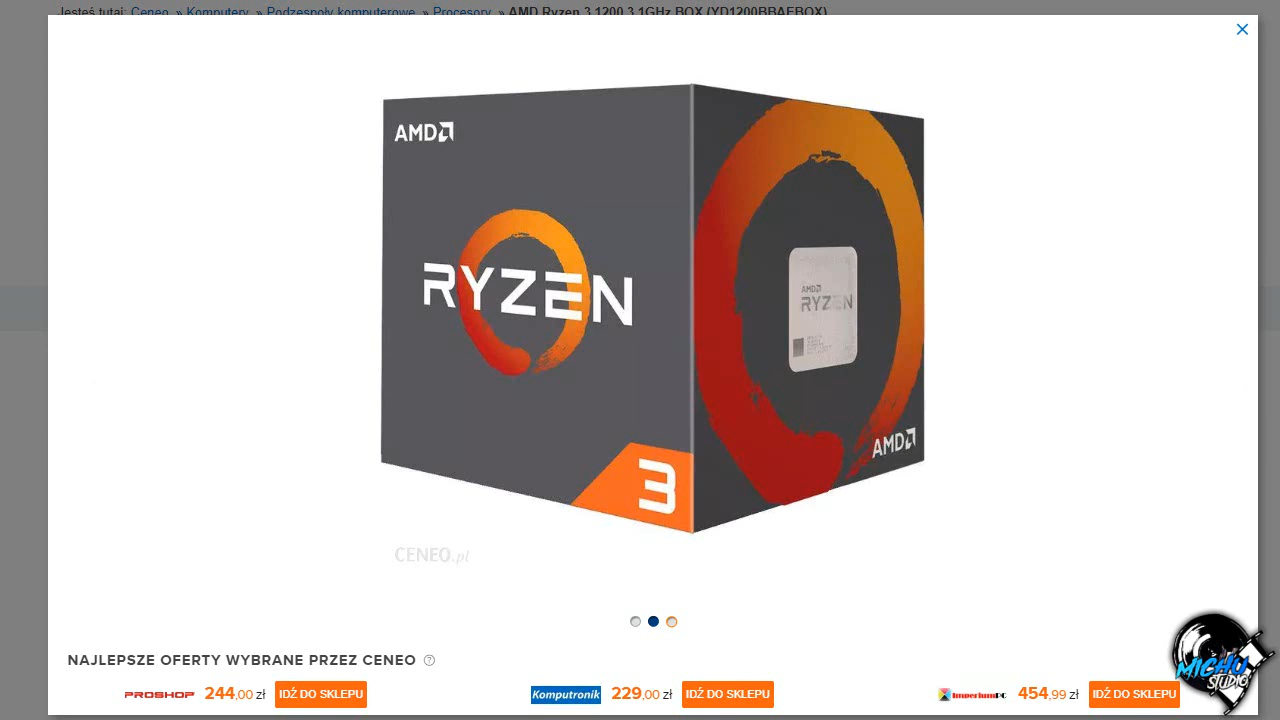 Jesteś tutaj: Ceneo » Komputery » Podzespoły komputerowe » Procesory » AMD Ryzen 3 1200 3,1GHz BOX (YD1200BBAEBOX)
AMD
RYZEN
3
AMD
RYZEN
AMD
CENEO.pl
NAJLEPSZE OFERTY WYBRANE PRZEZ CENEO ?
PROSHOP 244,00 zł IDŹ DO SKLEPU
Komputronik 229,00 zł IDŹ DO SKLEPU
ImperiumPC 454,99 zł IDŹ DO SKLEPU
MICHU
STUDIO